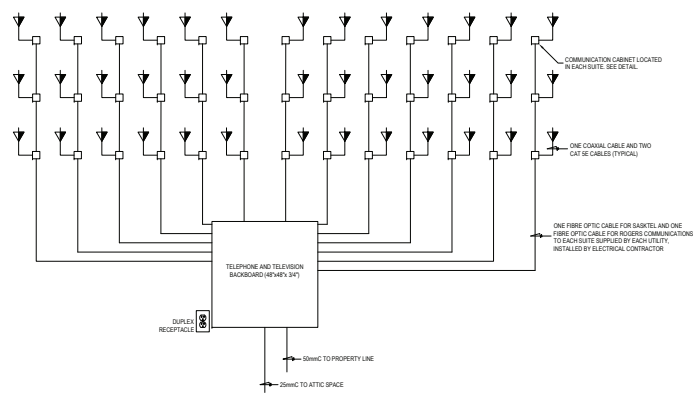 COMMUNICATION CABINET LOCATED
IN EACH SUITE. SEE DETAIL.
ONE COAXIAL CABLE AND TWO
CAT 5E CABLES (TYPICAL)
ONE FIBRE OPTIC CABLE FOR SASKTEL AND ONE
FIBRE OPTIC CABLE FOR ROGERS COMMUNICATIONS
TO EACH SUITE SUPPLIED BY EACH UTILITY,
INSTALLED BY ELECTRICAL CONTRACTOR
TELEPHONE AND TELEVISION
BACKBOARD (48"x48"x 3/4")
DUPLEX
RECEPTACLE
50mmC TO PROPERTY LINE
25mmC TO ATTIC SPACE